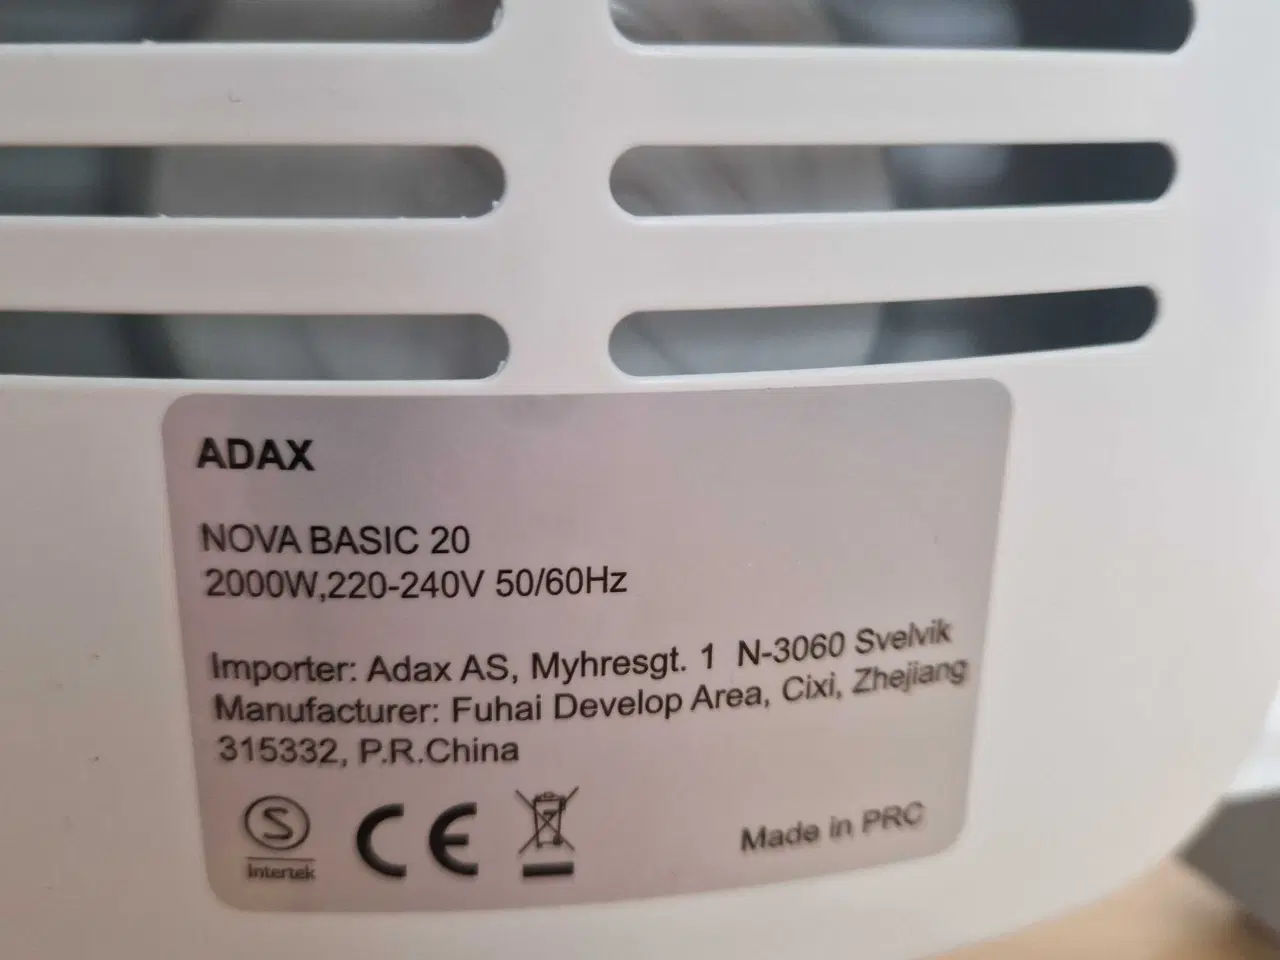 ADAX
NOVA BASIC 20
2000W,220-240V 50/60Hz
Importer: Adax AS, Myhresgt. 1 N-3060 Svelvik
Manufacturer: Fuhai Develop Area, Cixi, Zhejiang
315332, P.R.China
S
Intertek
CE
Made in PRC